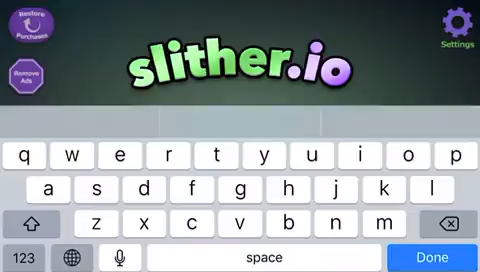 Restore
Purchases
slither.io
Settings
Remove
Ads
q w e r t y u i o p
a s d f g h j k l
z x c v b n m
123 space Done